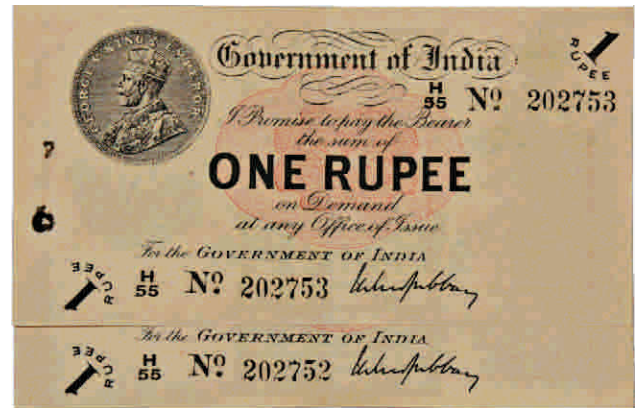 GEORGE V KING EMPEROR
Government of India
1 RUPEE
H/55 Nº 202753
I Promise to pay the Bearer
the sum of
ONE RUPEE
on Demand
at any Office of Issue
For the GOVERNMENT OF INDIA
1 RUPEE RUPEE H/55 Nº 202753
For the GOVERNMENT OF INDIA
1 RUPEE RUPEE H/55 Nº 202752
7
6